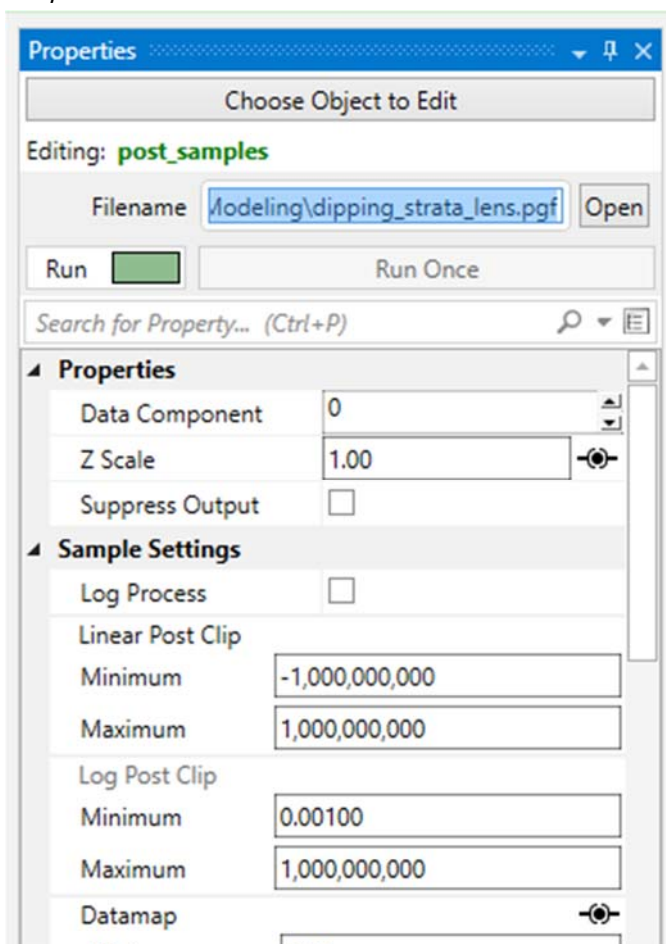 Properties
Choose Object to Edit
Editing: post_samples
Filename Modeling\dipping_strata_lens.pgf Open
Run Run Once
Search for Property... (Ctrl+P)
Properties
Data Component 0
Z Scale 1.00
Suppress Output
Sample Settings
Log Process
Linear Post Clip
Minimum -1,000,000,000
Maximum 1,000,000,000
Log Post Clip
Minimum 0.00100
Maximum 1,000,000,000
Datamap